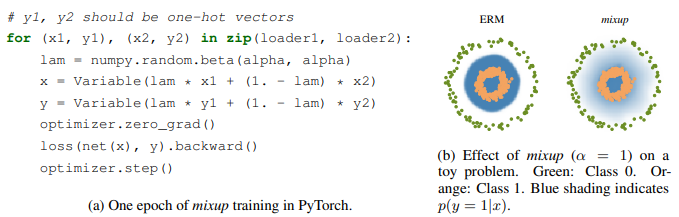 # y1, y2 should be one-hot vectors
for (x1, y1), (x2, y2) in zip(loader1, loader2):
    lam = numpy.random.beta(alpha, alpha)
    x = Variable(lam * x1 + (1. - lam) * x2)
    y = Variable(lam * y1 + (1. - lam) * y2)
    optimizer.zero_grad()
    loss(net(x), y).backward()
    optimizer.step()
(a) One epoch of mixup training in PyTorch.
ERM
mixup
(b) Effect of mixup (α = 1) on a
toy problem. Green: Class 0. Or-
ange: Class 1. Blue shading indicates
p(y = 1|x).